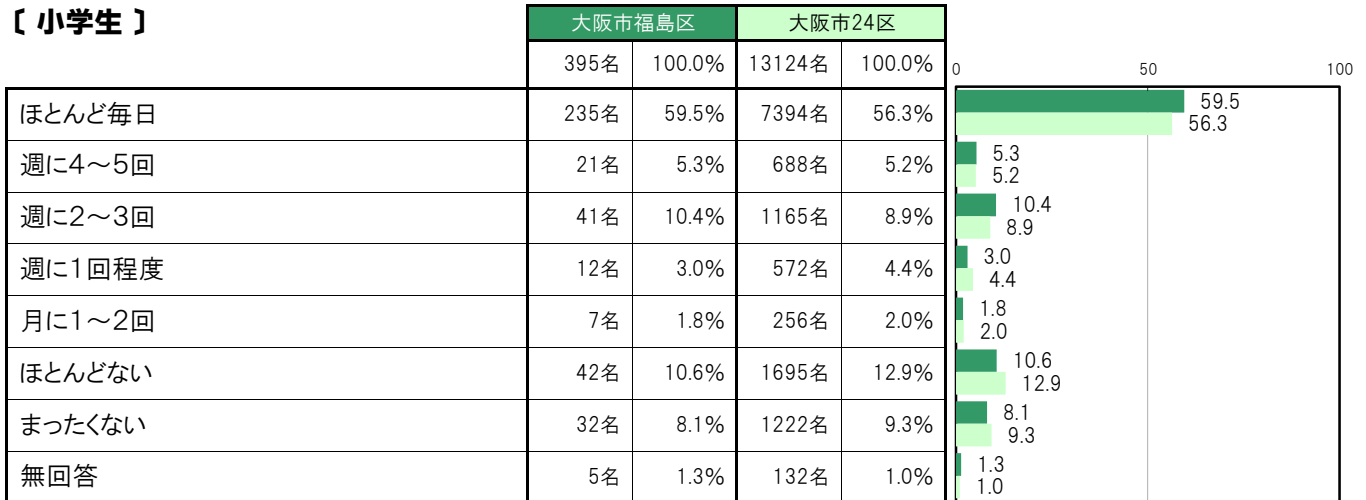 〔 小学生 〕
大阪市福島区 大阪市24区
395名 100.0% 13124名 100.0%
0 50 100
ほとんど毎日 235名 59.5% 7394名 56.3% 59.5
56.3
週に4～5回 21名 5.3% 688名 5.2% 5.3
5.2
週に2～3回 41名 10.4% 1165名 8.9% 10.4
8.9
週に1回程度 12名 3.0% 572名 4.4% 3.0
4.4
月に1～2回 7名 1.8% 256名 2.0% 1.8
2.0
ほとんどない 42名 10.6% 1695名 12.9% 10.6
12.9
まったくない 32名 8.1% 1222名 9.3% 8.1
9.3
無回答 5名 1.3% 132名 1.0% 1.3
1.0